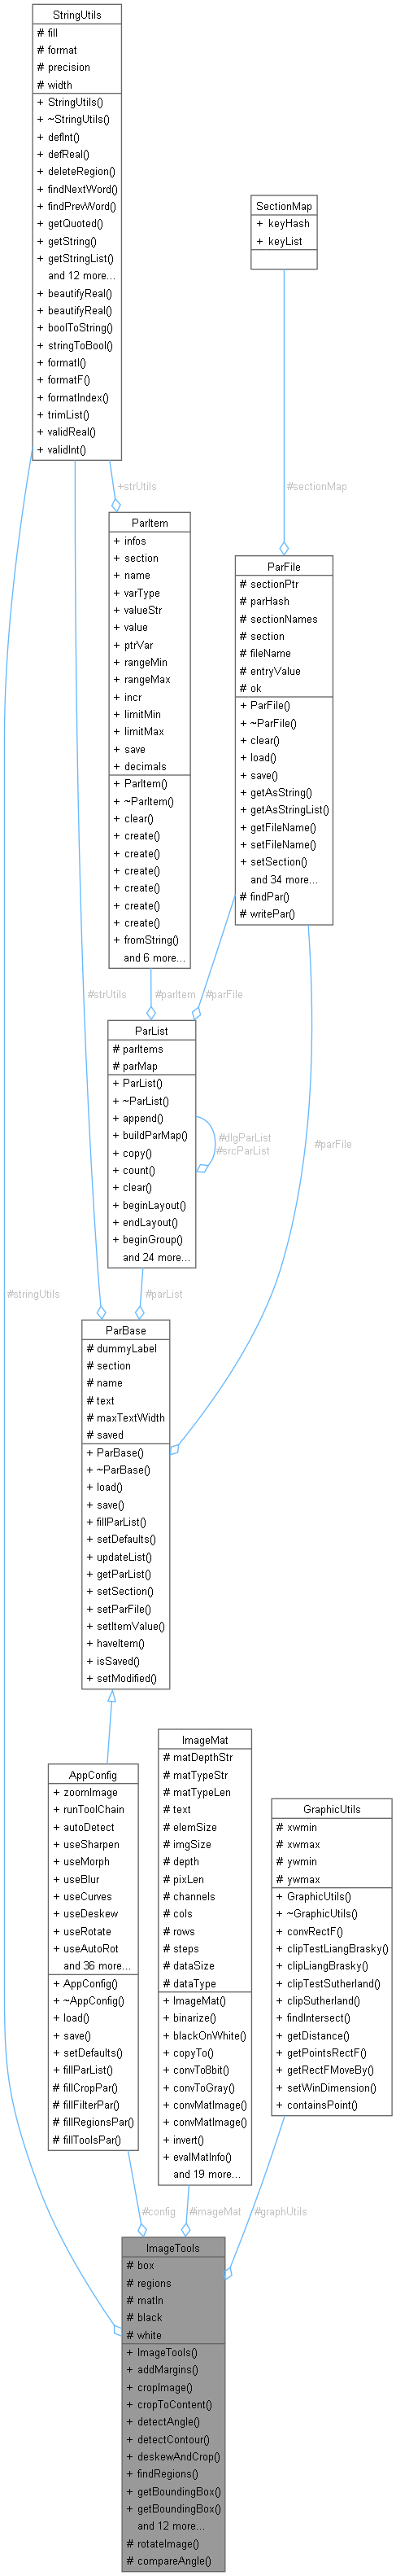 StringUtils
# fill
# format
# precision
# width
+ StringUtils()
+ ~StringUtils()
+ defInt()
+ defReal()
+ deleteRegion()
+ findNextWord()
+ findPrevWord()
+ getQuoted()
+ getString()
+ getStringList()
and 12 more...
+ beautifyReal()
+ beautifyReal()
+ boolToString()
+ stringToBool()
+ formatI()
+ formatF()
+ formatIndex()
+ trimList()
+ validReal()
+ validInt()
SectionMap
+ keyHash
+ keyList
+strUtils
#sectionMap
ParItem
+ infos
+ section
+ name
+ varType
+ valueStr
+ value
+ ptrVar
+ rangeMin
+ rangeMax
+ incr
+ limitMin
+ limitMax
+ save
+ decimals
+ ParItem()
+ ~ParItem()
+ clear()
+ create()
+ create()
+ create()
+ create()
+ create()
+ create()
+ fromString()
and 6 more...
ParFile
# sectionPtr
# parHash
# sectionNames
# section
# fileName
# entryValue
# ok
+ ParFile()
+ ~ParFile()
+ clear()
+ load()
+ save()
+ getAsString()
+ getAsStringList()
+ getFileName()
+ setFileName()
+ setSection()
and 34 more...
# findPar()
# writePar()
#strUtils
#parItem
#parFile
ParList
# parItems
# parMap
+ ParList()
+ ~ParList()
+ append()
+ buildParMap()
+ copy()
+ count()
+ clear()
+ beginLayout()
+ endLayout()
+ beginGroup()
and 24 more...
#dlgParList
#srcParList
#parFile
#stringUtils
#parList
ParBase
# dummyLabel
# section
# name
# text
# maxTextWidth
# saved
+ ParBase()
+ ~ParBase()
+ load()
+ save()
+ fillParList()
+ setDefaults()
+ updateList()
+ getParList()
+ setSection()
+ setParFile()
+ setItemValue()
+ haveItem()
+ isSaved()
+ setModified()
AppConfig
+ zoomImage
+ runToolChain
+ autoDetect
+ useSharpen
+ useMorph
+ useBlur
+ useCurves
+ useDeskew
+ useRotate
+ useAutoRot
and 36 more...
+ AppConfig()
+ ~AppConfig()
+ load()
+ save()
+ setDefaults()
+ fillParList()
# fillCropPar()
# fillFilterPar()
# fillRegionsPar()
# fillToolsPar()
ImageMat
# matDepthStr
# matTypeStr
# matTypeLen
# text
# elemSize
# imgSize
# depth
# pixLen
# channels
# cols
# rows
# steps
# dataSize
# dataType
+ ImageMat()
+ binarize()
+ blackOnWhite()
+ copyTo()
+ convTo8bit()
+ convToGray()
+ convMatImage()
+ convMatImage()
+ invert()
+ evalMatInfo()
and 19 more...
GraphicUtils
# xwmin
# xwmax
# ywmin
# ywmax
+ GraphicUtils()
+ ~GraphicUtils()
+ convRectF()
+ clipTestLiangBrasky()
+ clipLiangBrasky()
+ clipTestSutherland()
+ clipSutherland()
+ findIntersect()
+ getDistance()
+ getPointsRectF()
+ getRectFMoveBy()
+ setWinDimension()
+ containsPoint()
#config
#imageMat
#graphUtils
ImageTools
# box
# regions
# matIn
# black
# white
+ ImageTools()
+ addMargins()
+ cropImage()
+ cropToContent()
+ detectAngle()
+ detectContour()
+ deskewAndCrop()
+ findRegions()
+ getBoundingBox()
+ getBoundingBox()
and 12 more...
# rotateImage()
# compareAngle()